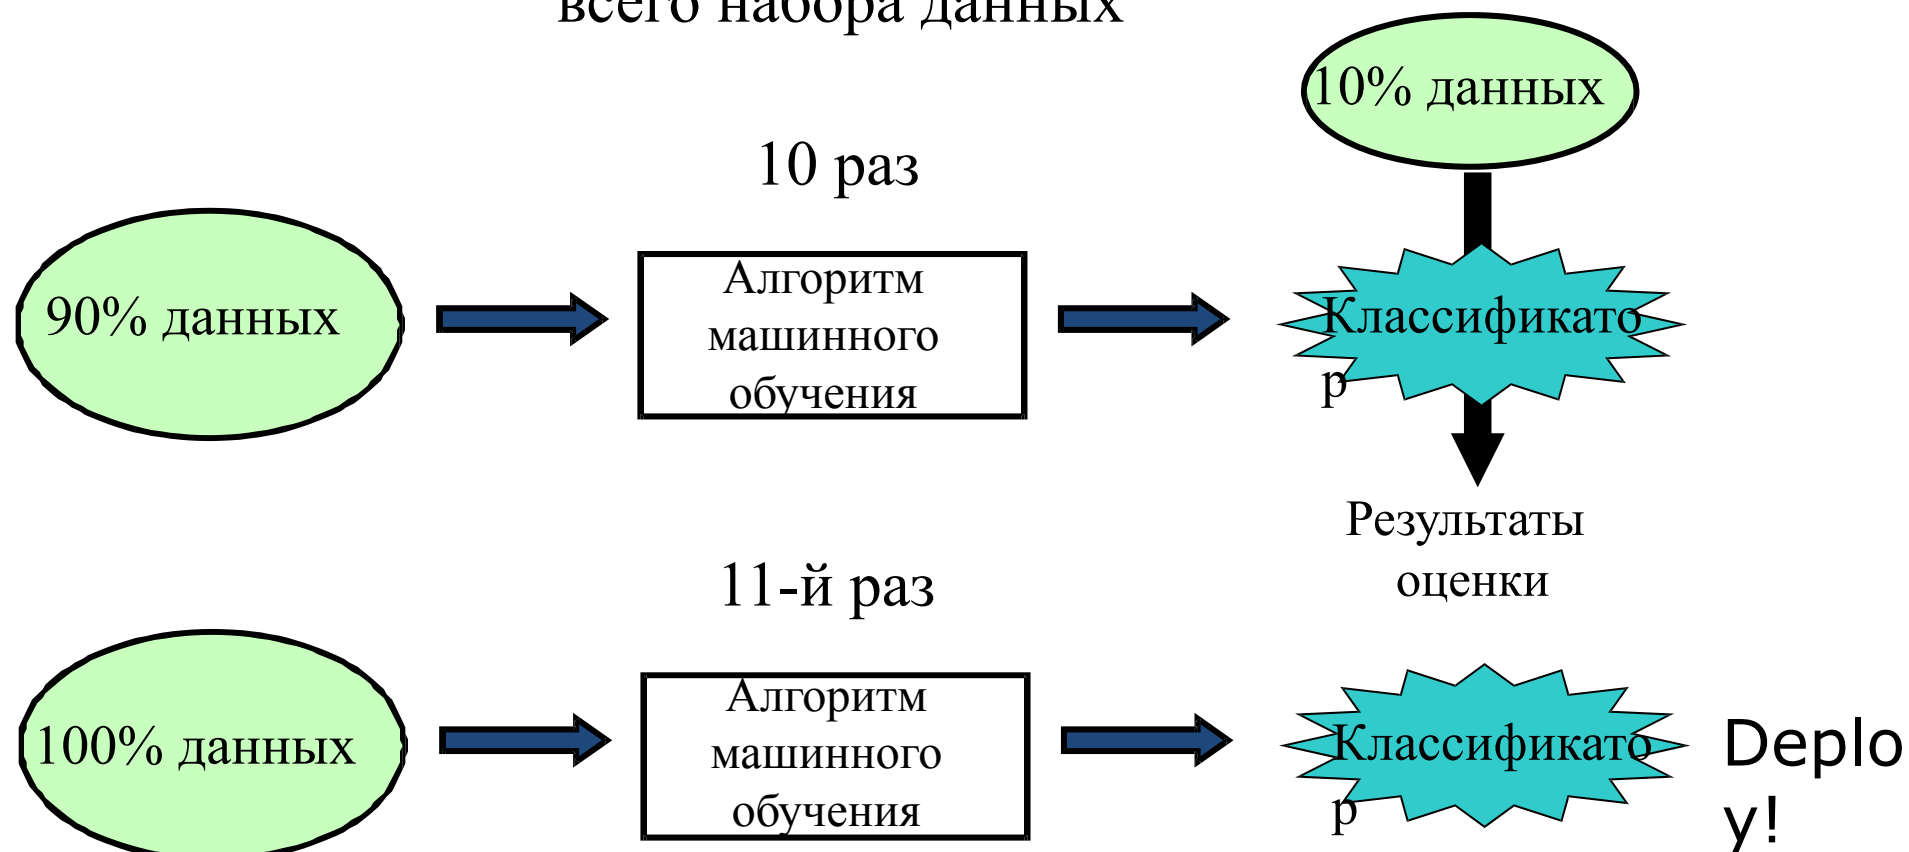 всего набора данных
10% данных
10 раз
90% данных
Алгоритм
машинного
обучения
Классификато
р
Результаты
оценки
11-й раз
100% данных
Алгоритм
машинного
обучения
Классификато
р
Deplo
y!